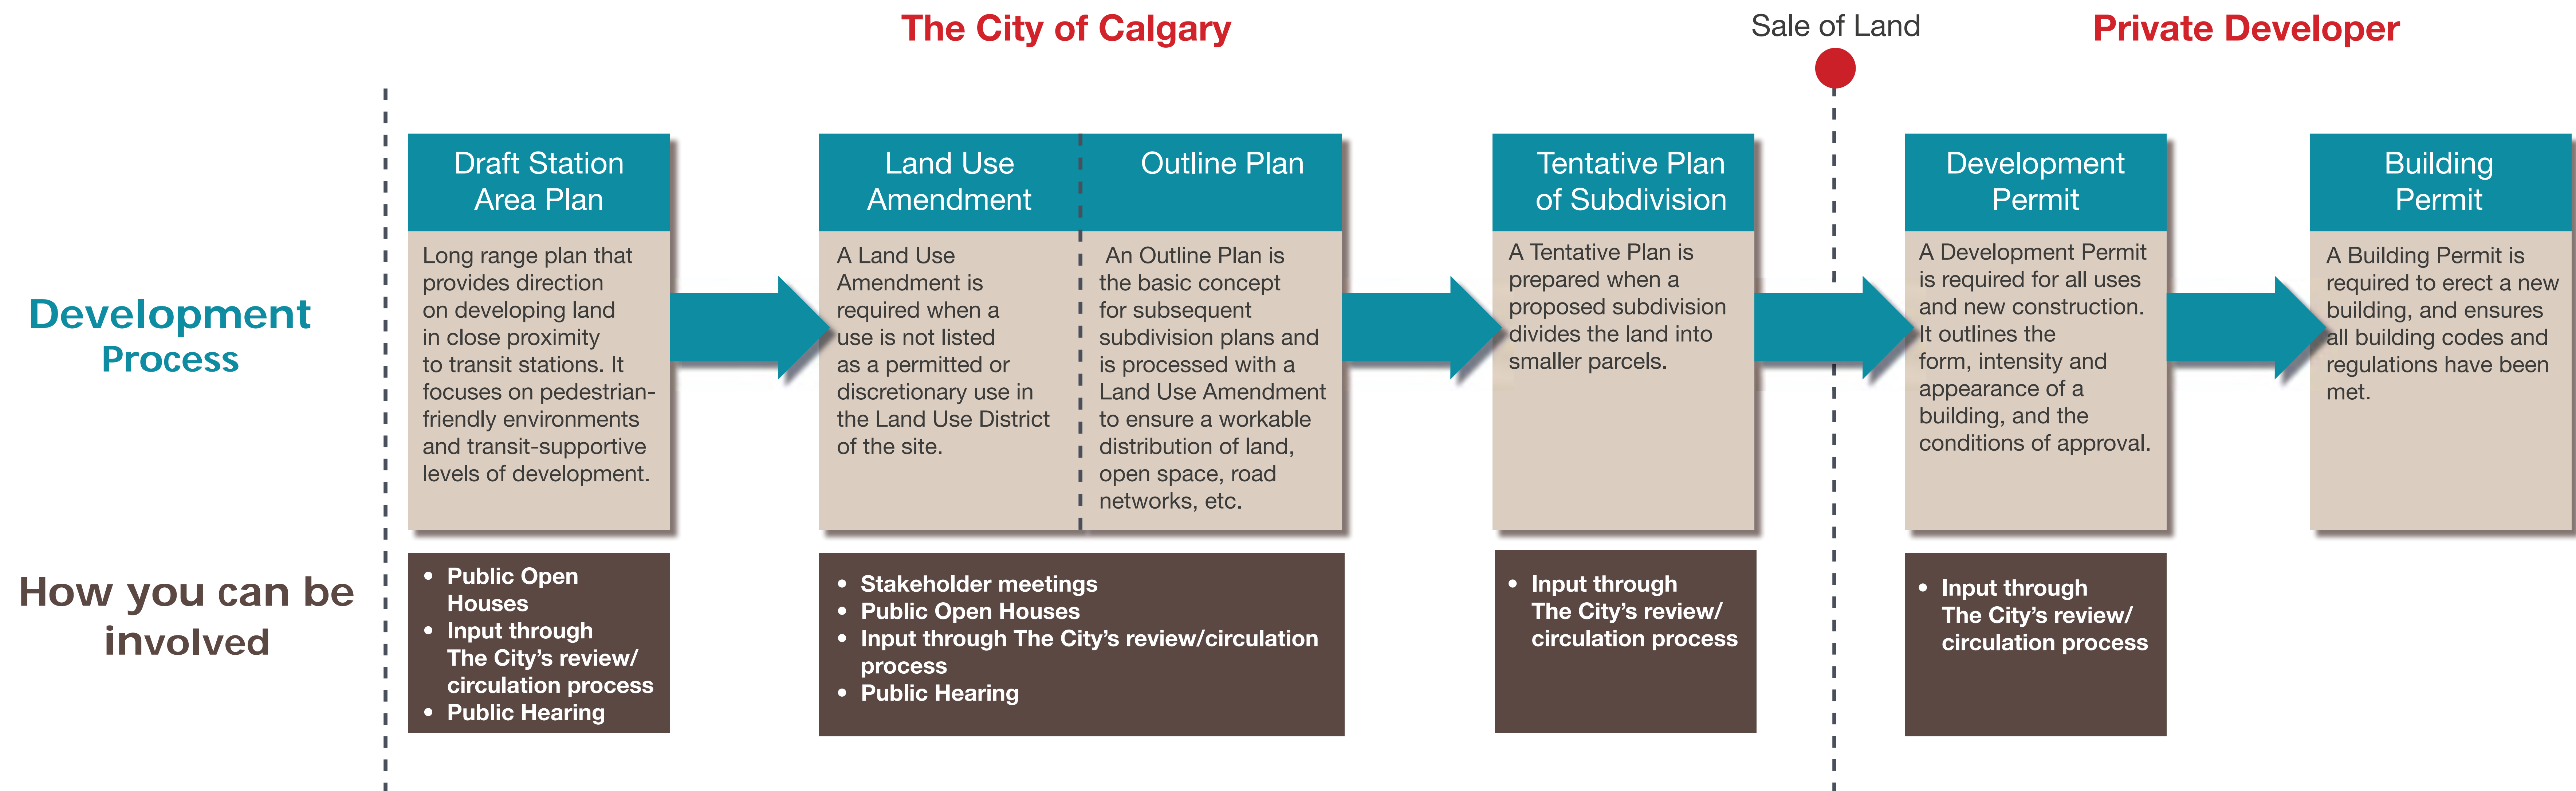 The City of Calgary
Sale of Land
Private Developer
Development
Process
Draft Station
Area Plan
Long range plan that
provides direction
on developing land
in close proximity
to transit stations. It
focuses on pedestrian-
friendly environments
and transit-supportive
levels of development.
Land Use
Amendment
A Land Use
Amendment is
required when a
use is not listed
as a permitted or
discretionary use in
the Land Use District
of the site.
Outline Plan
An Outline Plan is
the basic concept
for subsequent
subdivision plans and
is processed with a
Land Use Amendment
to ensure a workable
distribution of land,
open space, road
networks, etc.
Tentative Plan
of Subdivision
A Tentative Plan is
prepared when a
proposed subdivision
divides the land into
smaller parcels.
Development
Permit
A Development Permit
is required for all uses
and new construction.
It outlines the
form, intensity and
appearance of a
building, and the
conditions of approval.
Building
Permit
A Building Permit is
required to erect a new
building, and ensures
all building codes and
regulations have been
met.
How you can be
involved
• Public Open
Houses
• Input through
The City’s review/
circulation process
• Public Hearing
• Stakeholder meetings
• Public Open Houses
• Input through The City’s review/circulation
process
• Public Hearing
• Input through
The City’s review/
circulation process
• Input through
The City’s review/
circulation process